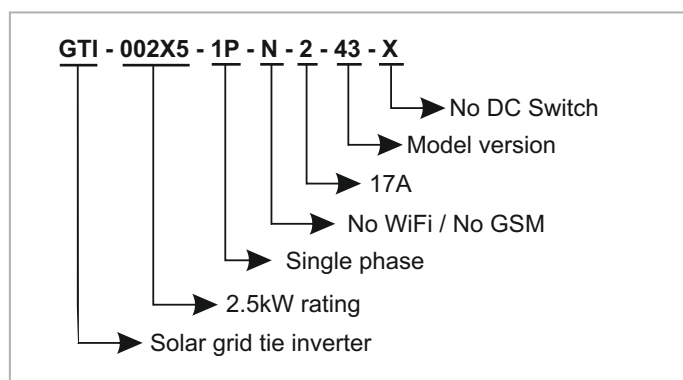 GTI - 002X5 - 1P - N - 2 - 43 - X
No DC Switch
Model version
17A
No WiFi / No GSM
Single phase
2.5kW rating
Solar grid tie inverter